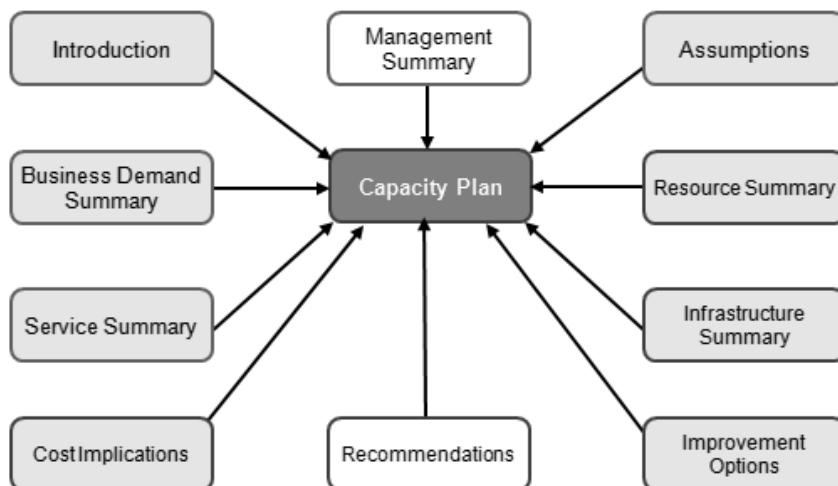 Introduction
Management
Summary
Assumptions
Business Demand
Summary
Capacity Plan
Resource Summary
Service Summary
Infrastructure
Summary
Cost Implications
Recommendations
Improvement
Options